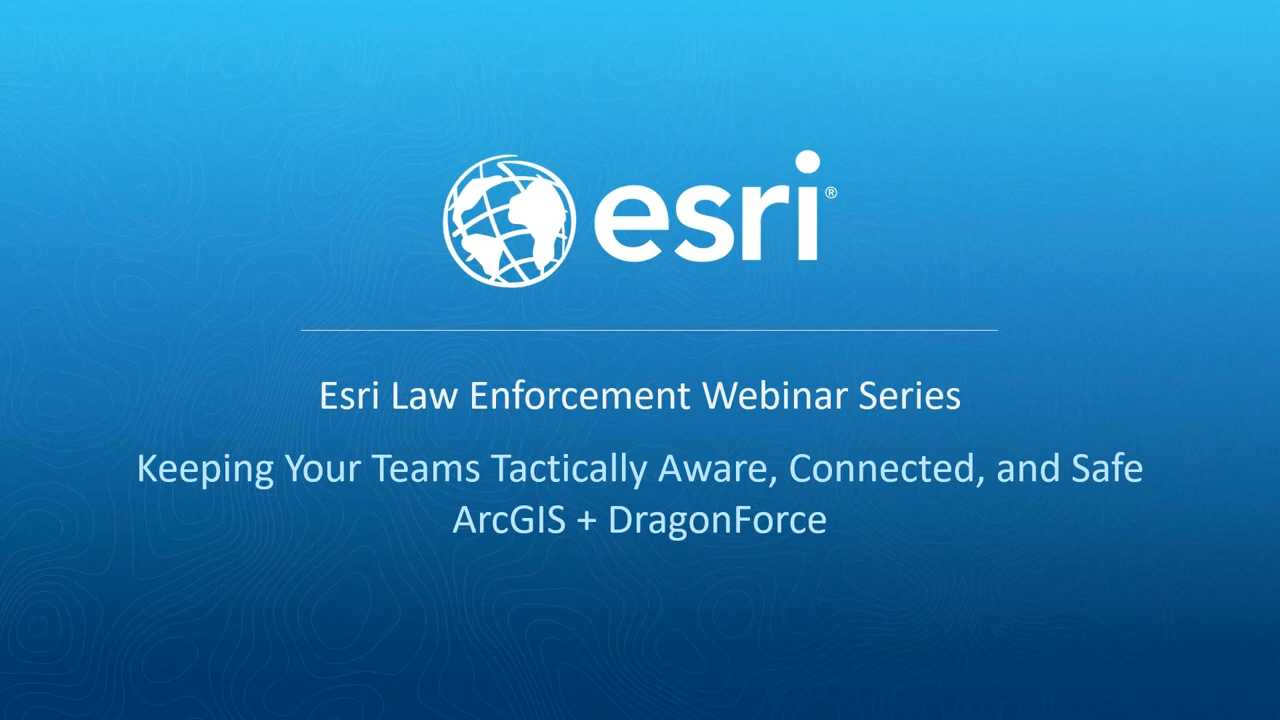 esri®
Esri Law Enforcement Webinar Series
Keeping Your Teams Tactically Aware, Connected, and Safe
ArcGIS + DragonForce